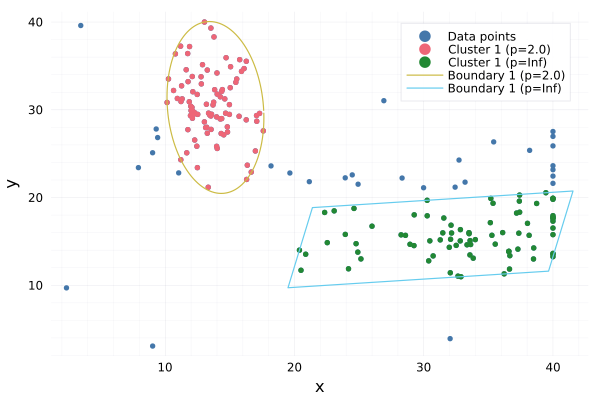 40
30
20
10
y
10
20
30
40
x
Data points
Cluster 1 (p=2.0)
Cluster 1 (p=Inf)
Boundary 1 (p=2.0)
Boundary 1 (p=Inf)